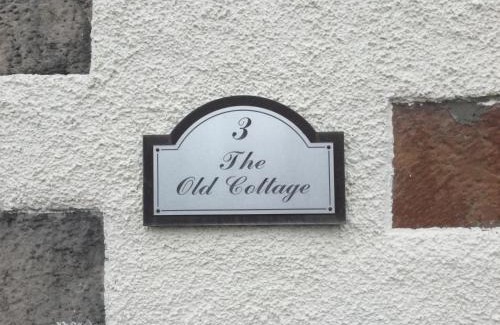 3
The
Old Cottage